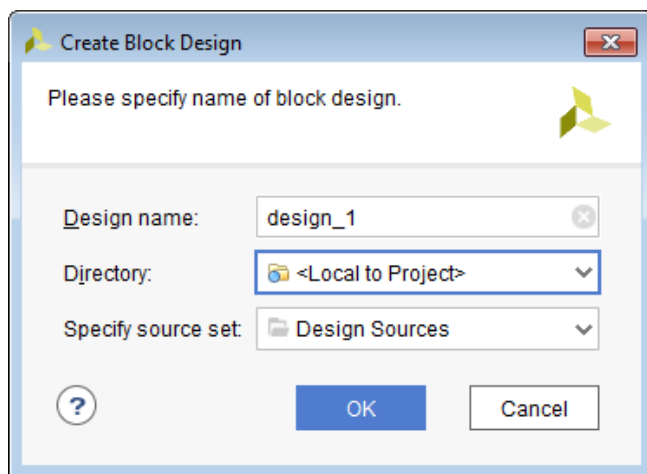 Create Block Design
Please specify name of block design.
Design name: design_1
Directory: <Local to Project>
Specify source set: Design Sources
? OK Cancel